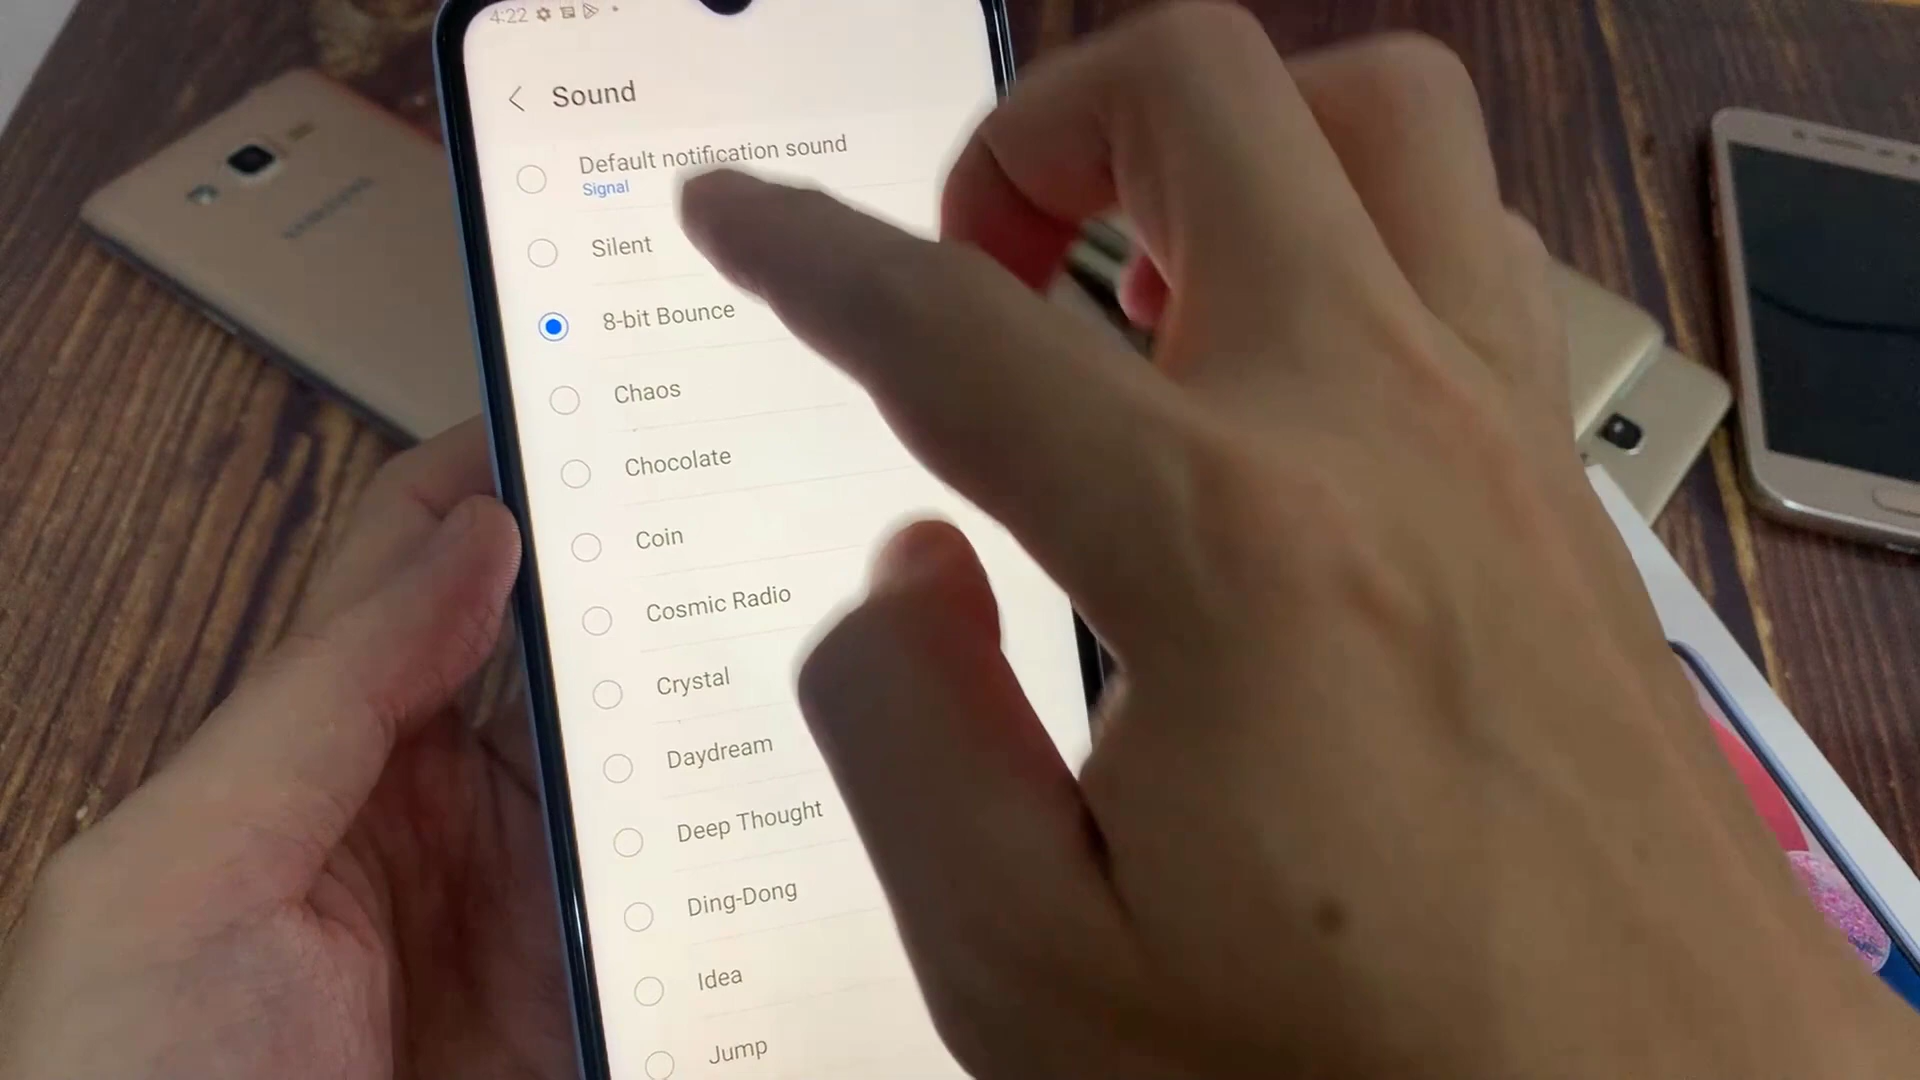 4:22
Sound
Default notification sound
Signal
Silent
8-bit Bounce
Chaos
Chocolate
Coin
Cosmic Radio
Crystal
Daydream
Deep Thought
Ding-Dong
Idea
Jump
SAMSUNG